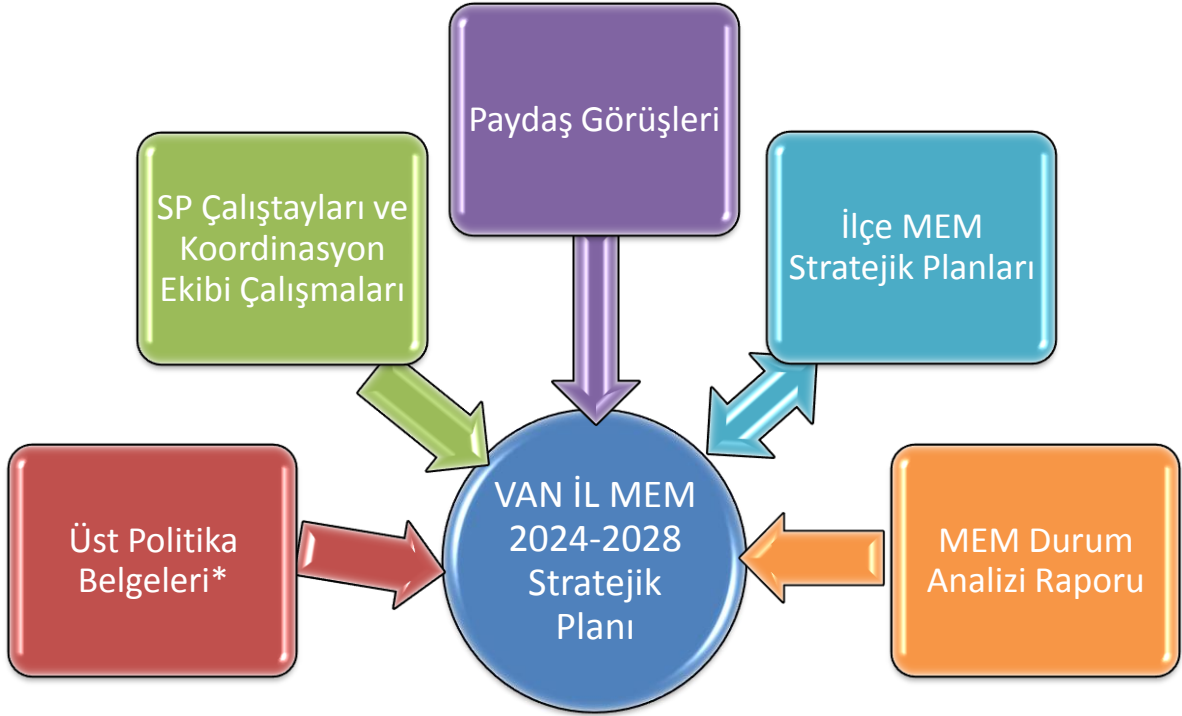 Paydaş Görüşleri
SP Çalıştayları ve
Koordinasyon
Ekibi Çalışmaları
İlçe MEM
Stratejik Planları
Üst Politika
Belgeleri*
VAN İL MEM
2024-2028
Stratejik
Planı
MEM Durum
Analizi Raporu